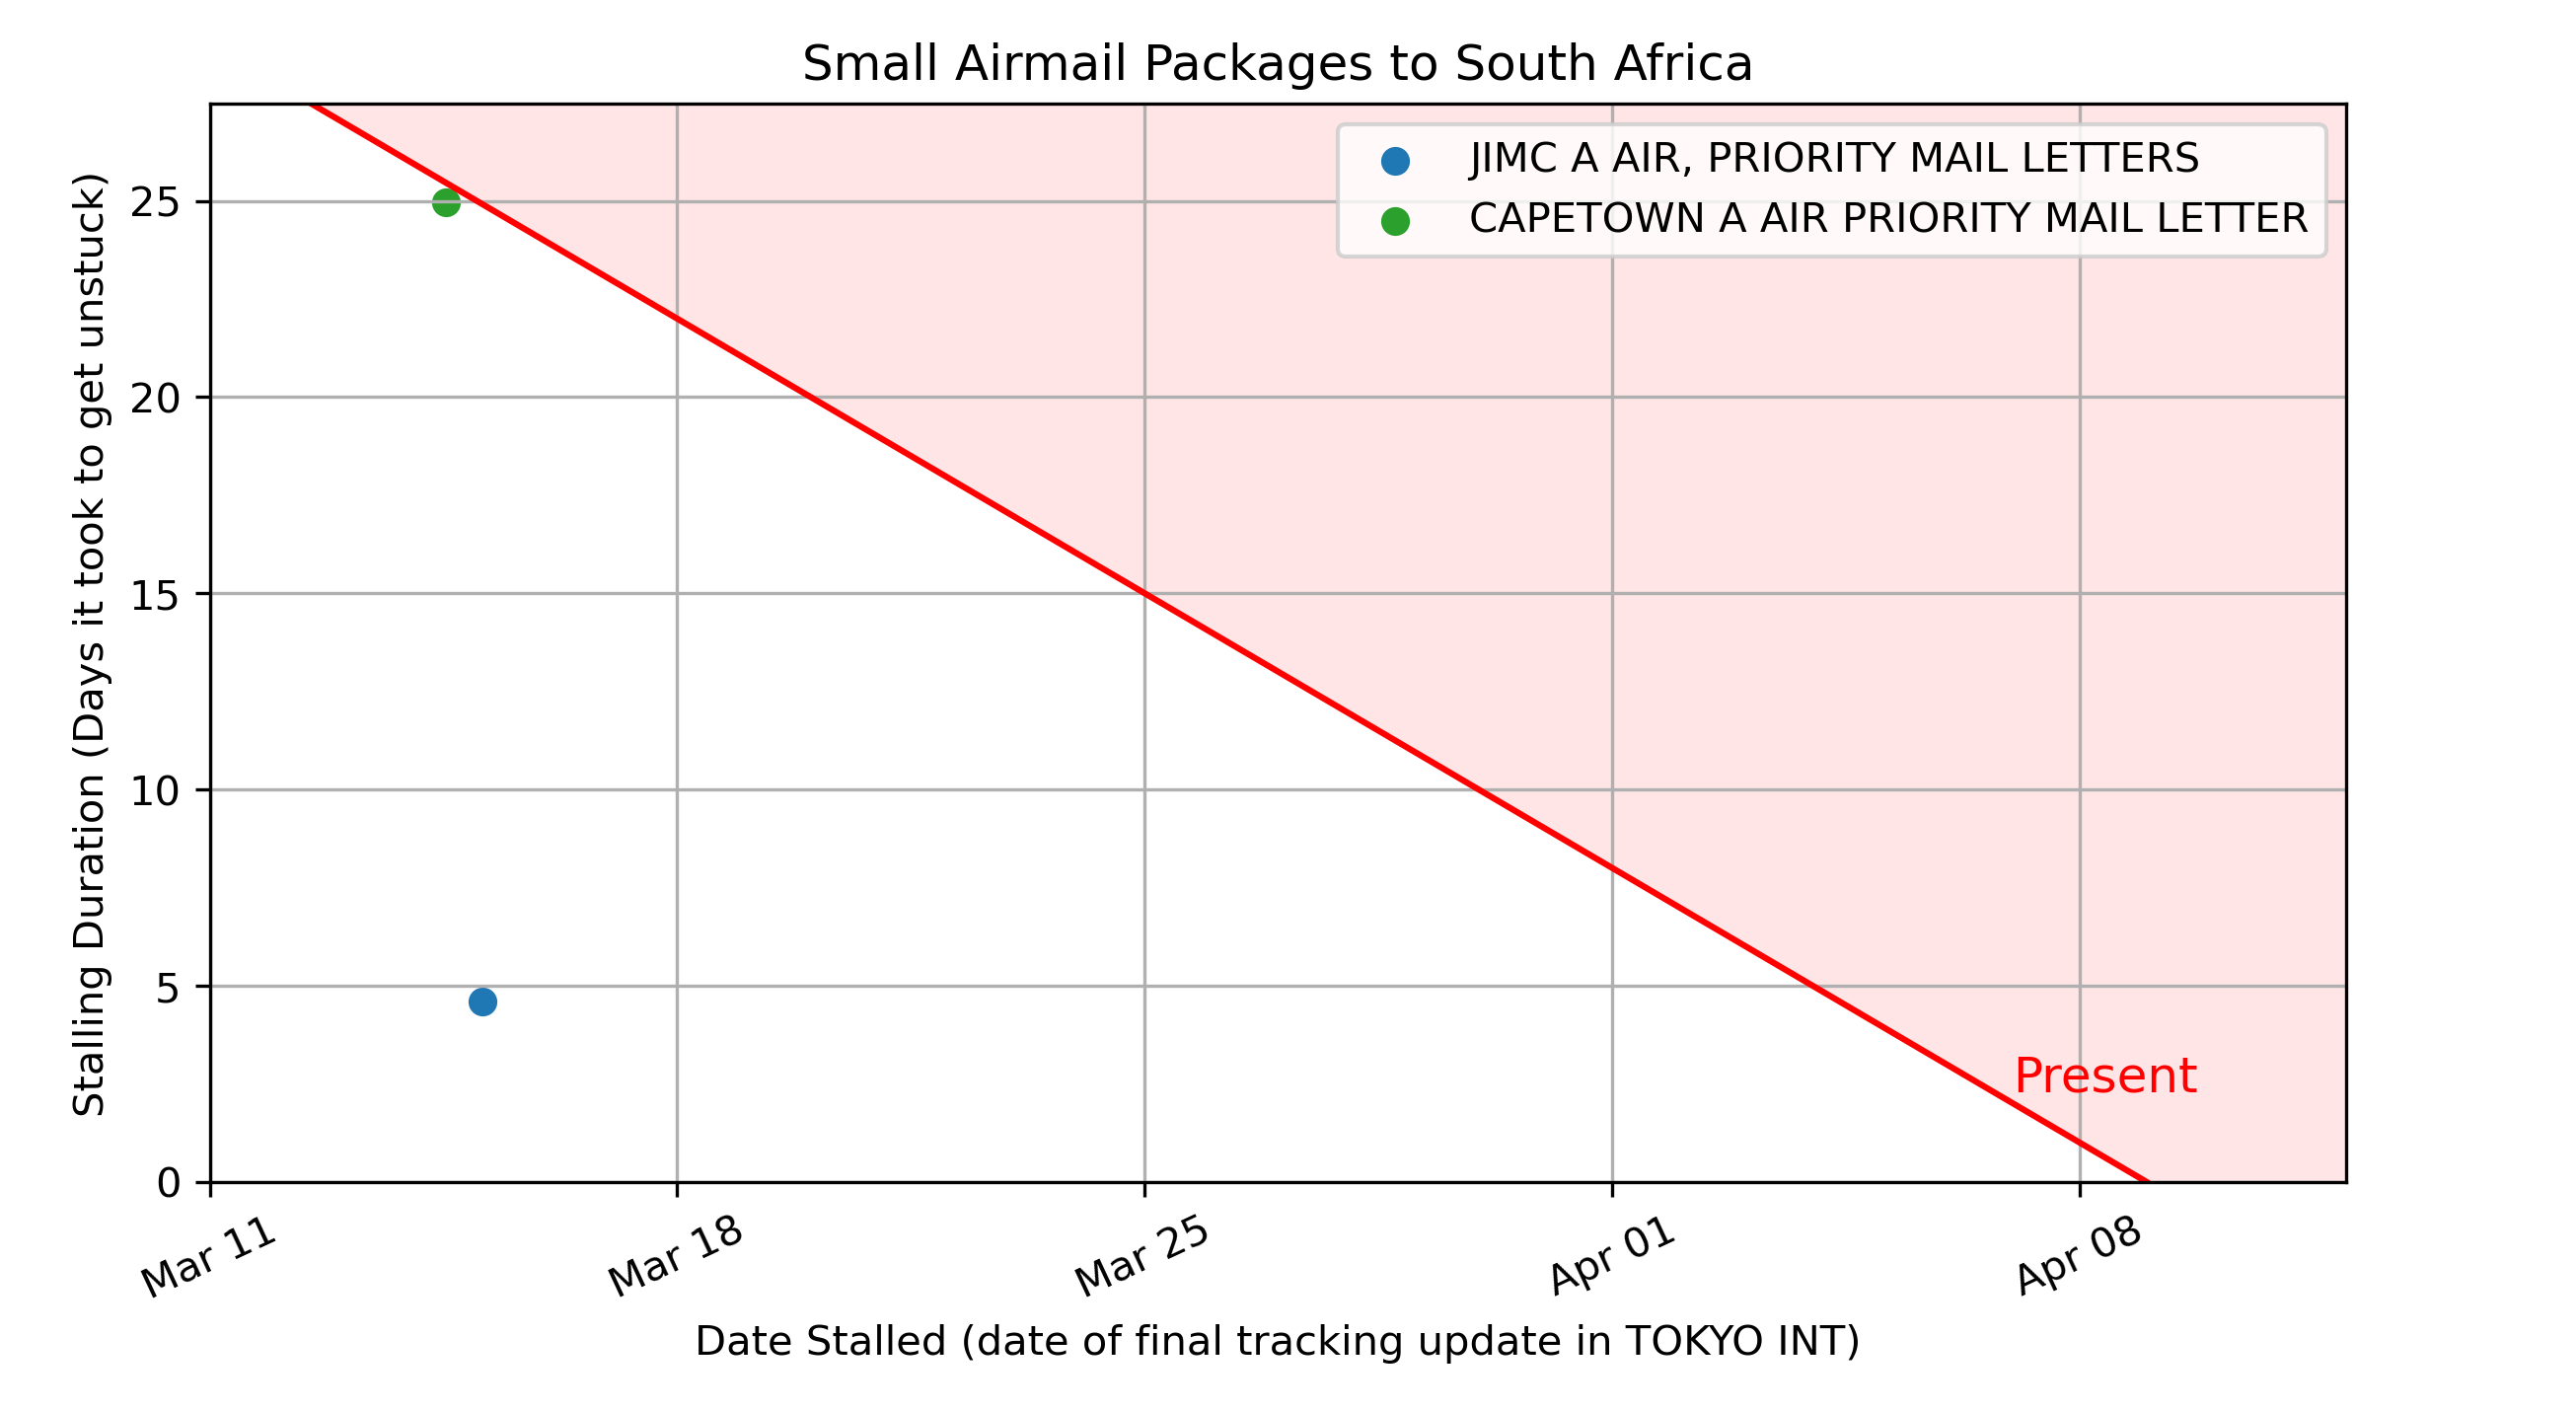 Small Airmail Packages to South Africa
JIMC A AIR, PRIORITY MAIL LETTERS
CAPETOWN A AIR PRIORITY MAIL LETTER
Stalling Duration (Days it took to get unstuck)
25
20
15
10
5
0
Present
Mar 11
Mar 18
Mar 25
Apr 01
Apr 08
Date Stalled (date of final tracking update in TOKYO INT)